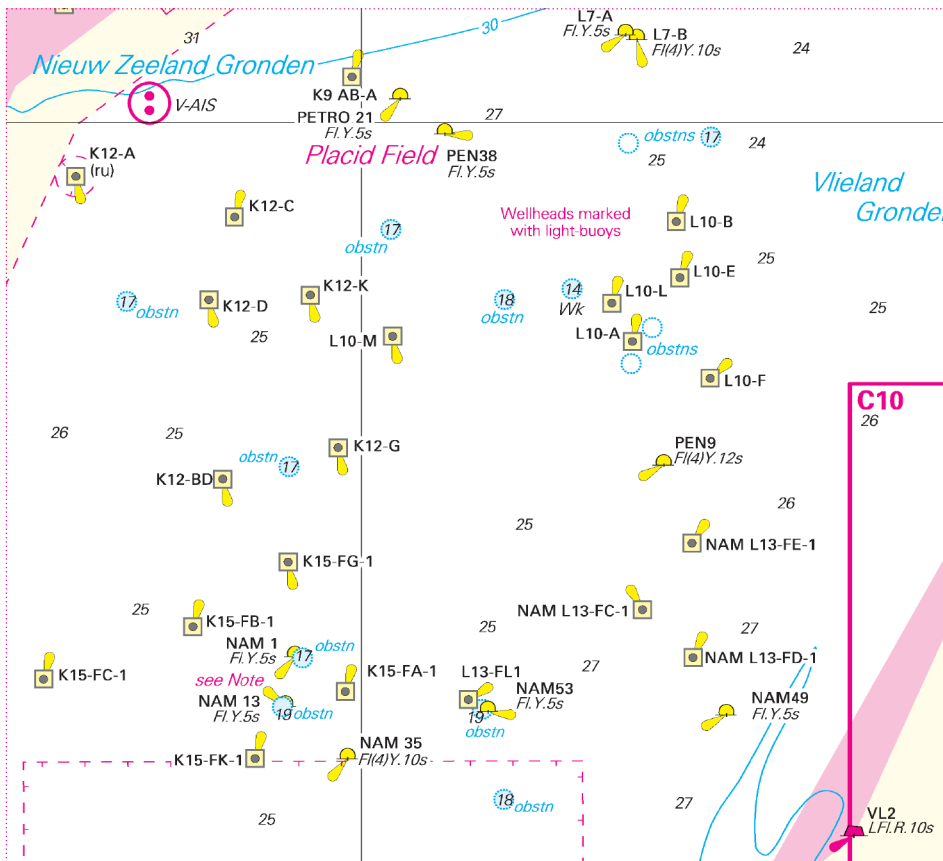 L7-A
Fl.Y.5s
L7-B
Fl(4)Y.10s
31
30
24
Nieuw Zeeland Gronden
V-AIS
K9 AB-A
PETRO 21
Fl.Y.5s
27
Placid Field
PEN38
Fl.Y.5s
obstns
17
24
25
K12-A
(ru)
Vlieland
Gronden
K12-C
17
obstn
Wellheads marked
with light-buoys
L10-B
25
L10-E
K12-K
L10-L
14
Wk
18
obstn
17
obstn
K12-D
25
L10-M
L10-A
obstns
25
L10-F
C10
26
26
25
K12-G
PEN9
Fl(4)Y.12s
obstn
17
K12-BD
26
25
NAM L13-FE-1
K15-FG-1
25
K15-FB-1
NAM L13-FC-1
25
27
NAM 1
Fl.Y.5s
17
obstn
27
NAM L13-FD-1
K15-FC-1
see Note
K15-FA-1
L13-FL1
NAM53
Fl.Y.5s
NAM 13
Fl.Y.5s
19
obstn
19
obstn
NAM49
Fl.Y.5s
K15-FK-1
NAM 35
Fl(4)Y.10s
25
18
obstn
27
VL2
LFl.R.10s